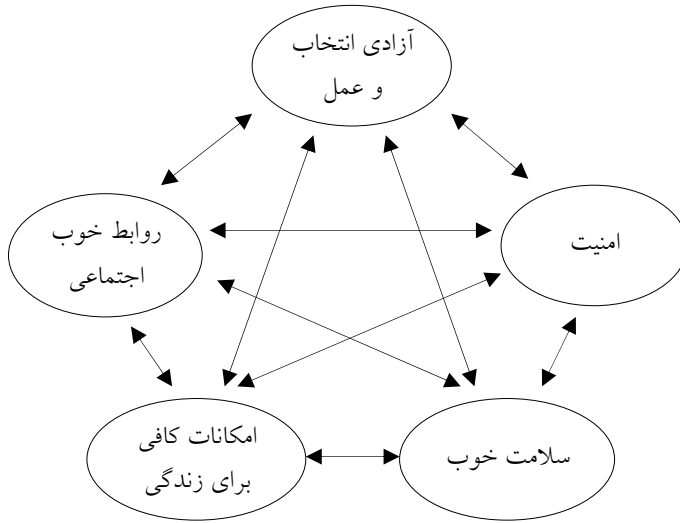 آزادی انتخاب
و عمل
امنیت
روابط خوب
اجتماعی
سلامت خوب
امکانات کافی
برای زندگی